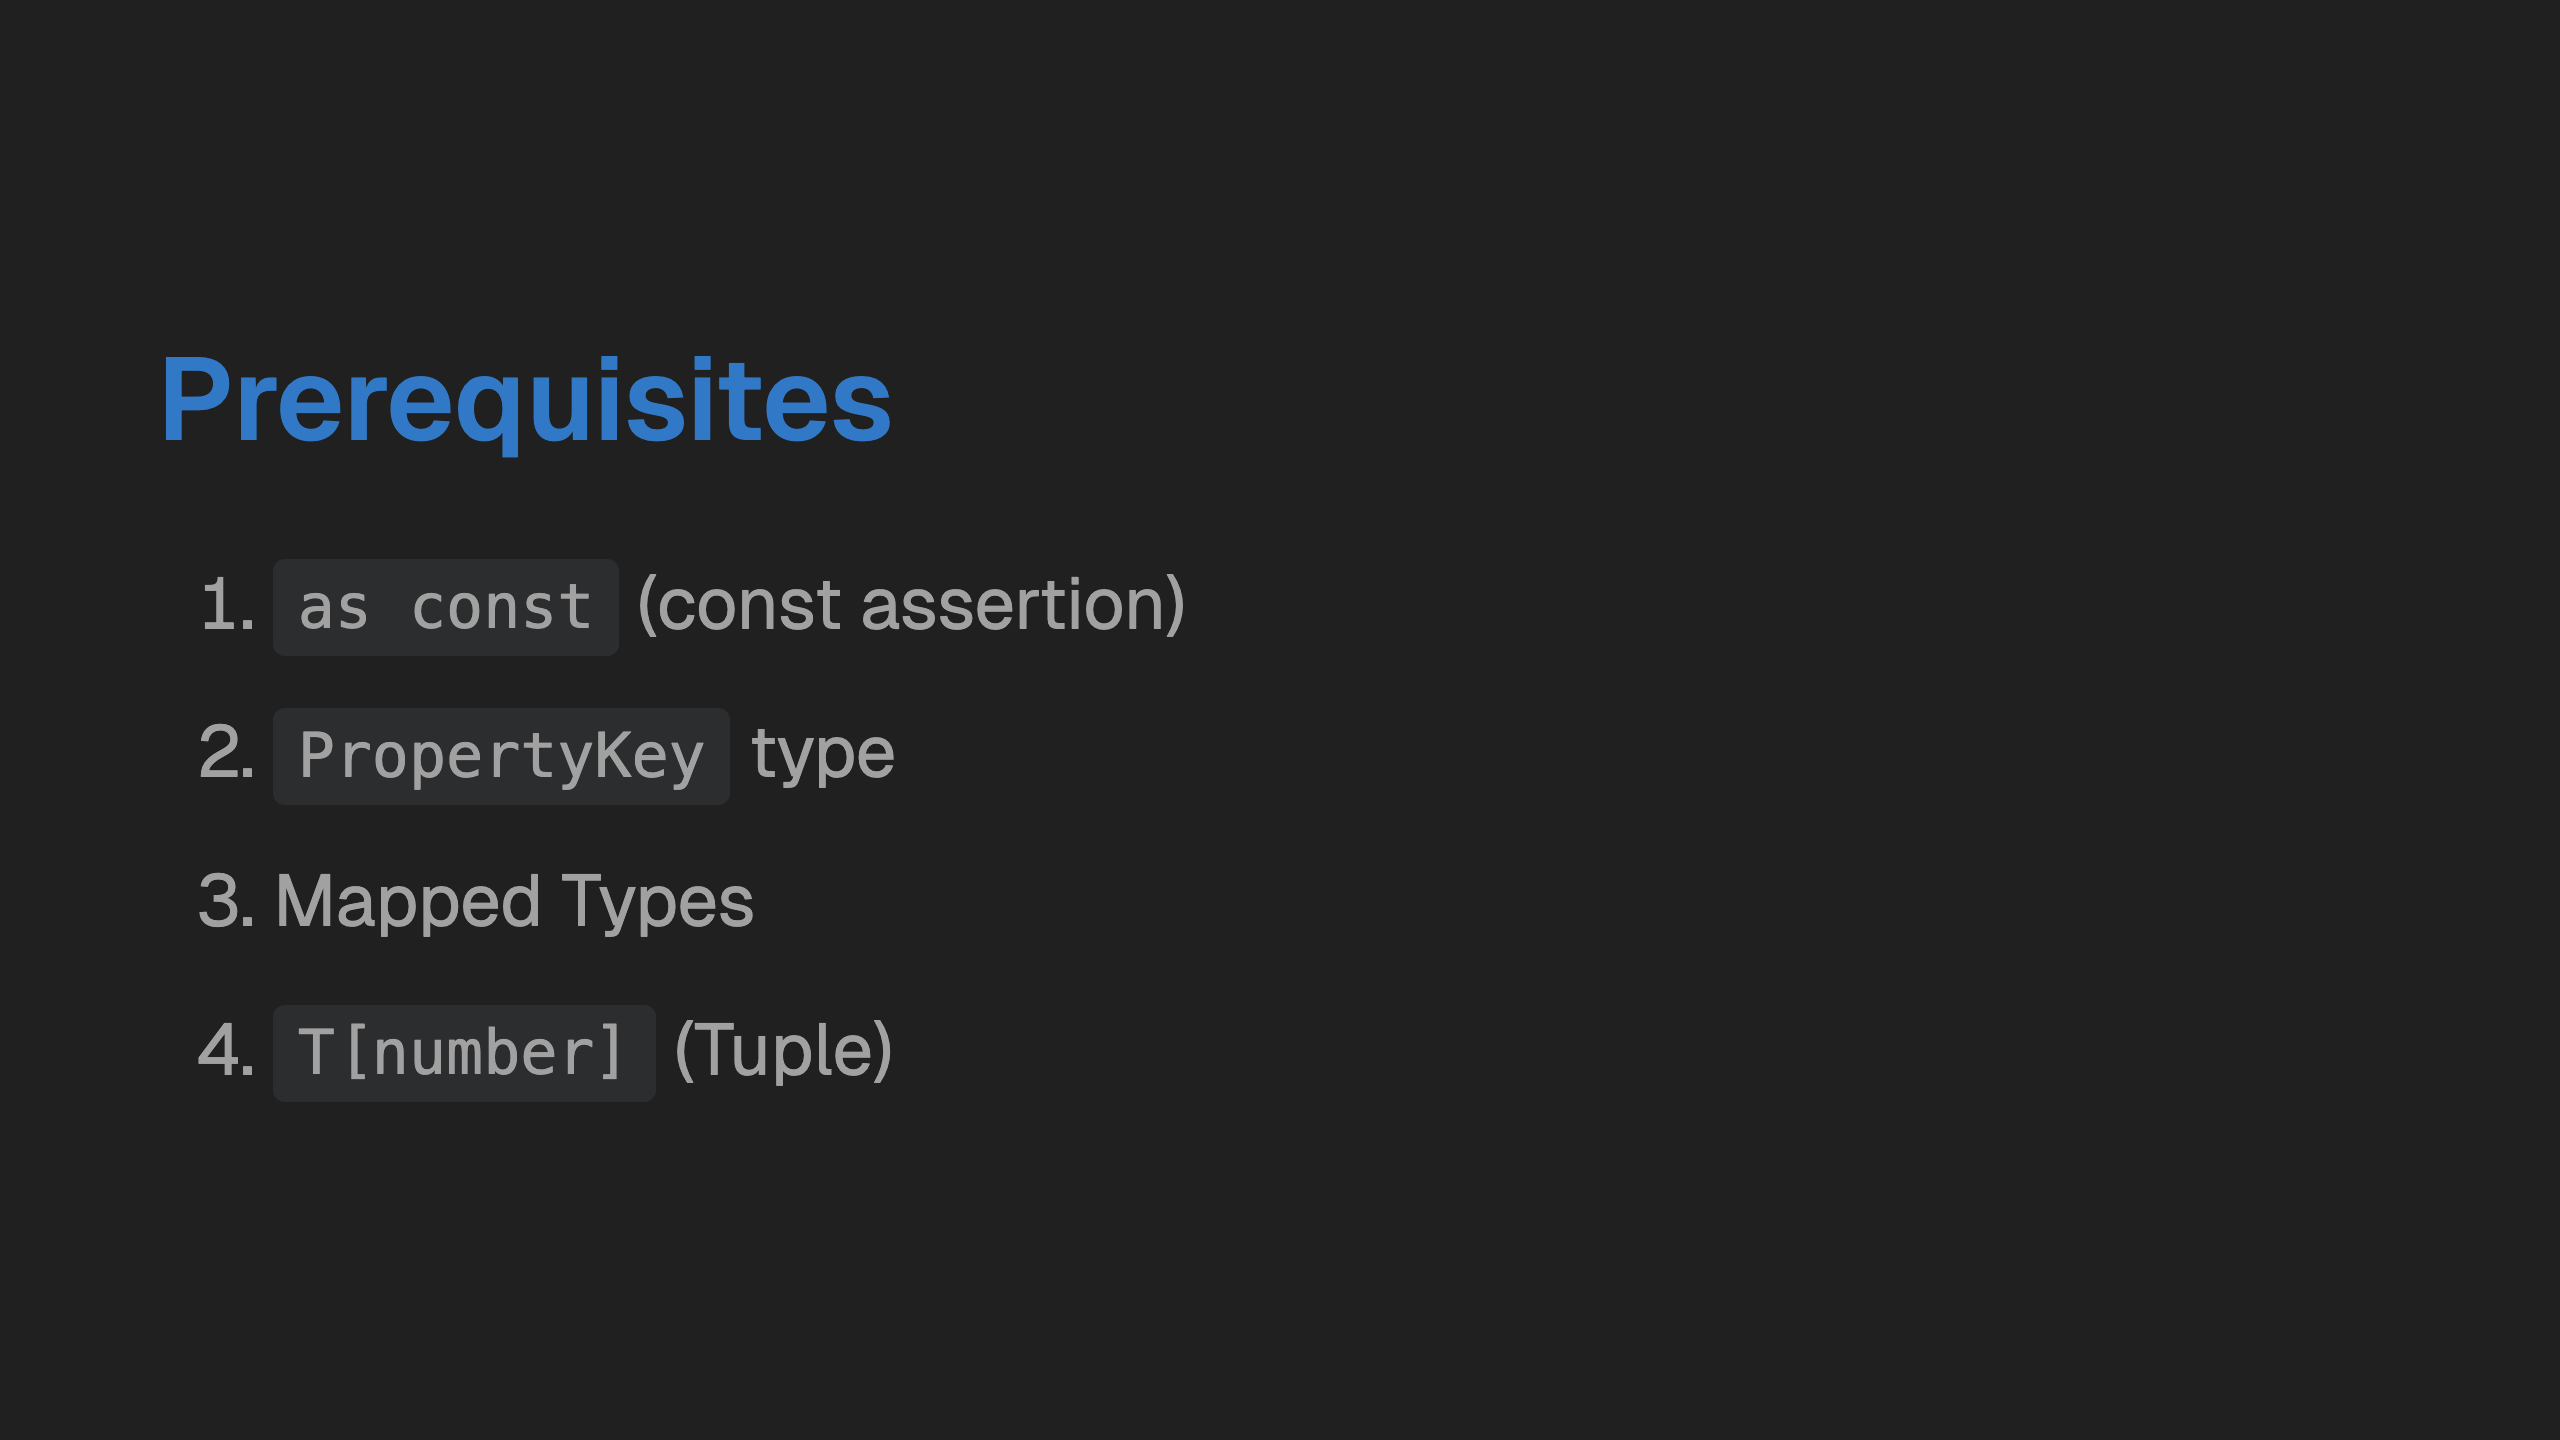 Prerequisites
1. as const (const assertion)
2. PropertyKey type
3. Mapped Types
4. T[number] (Tuple)